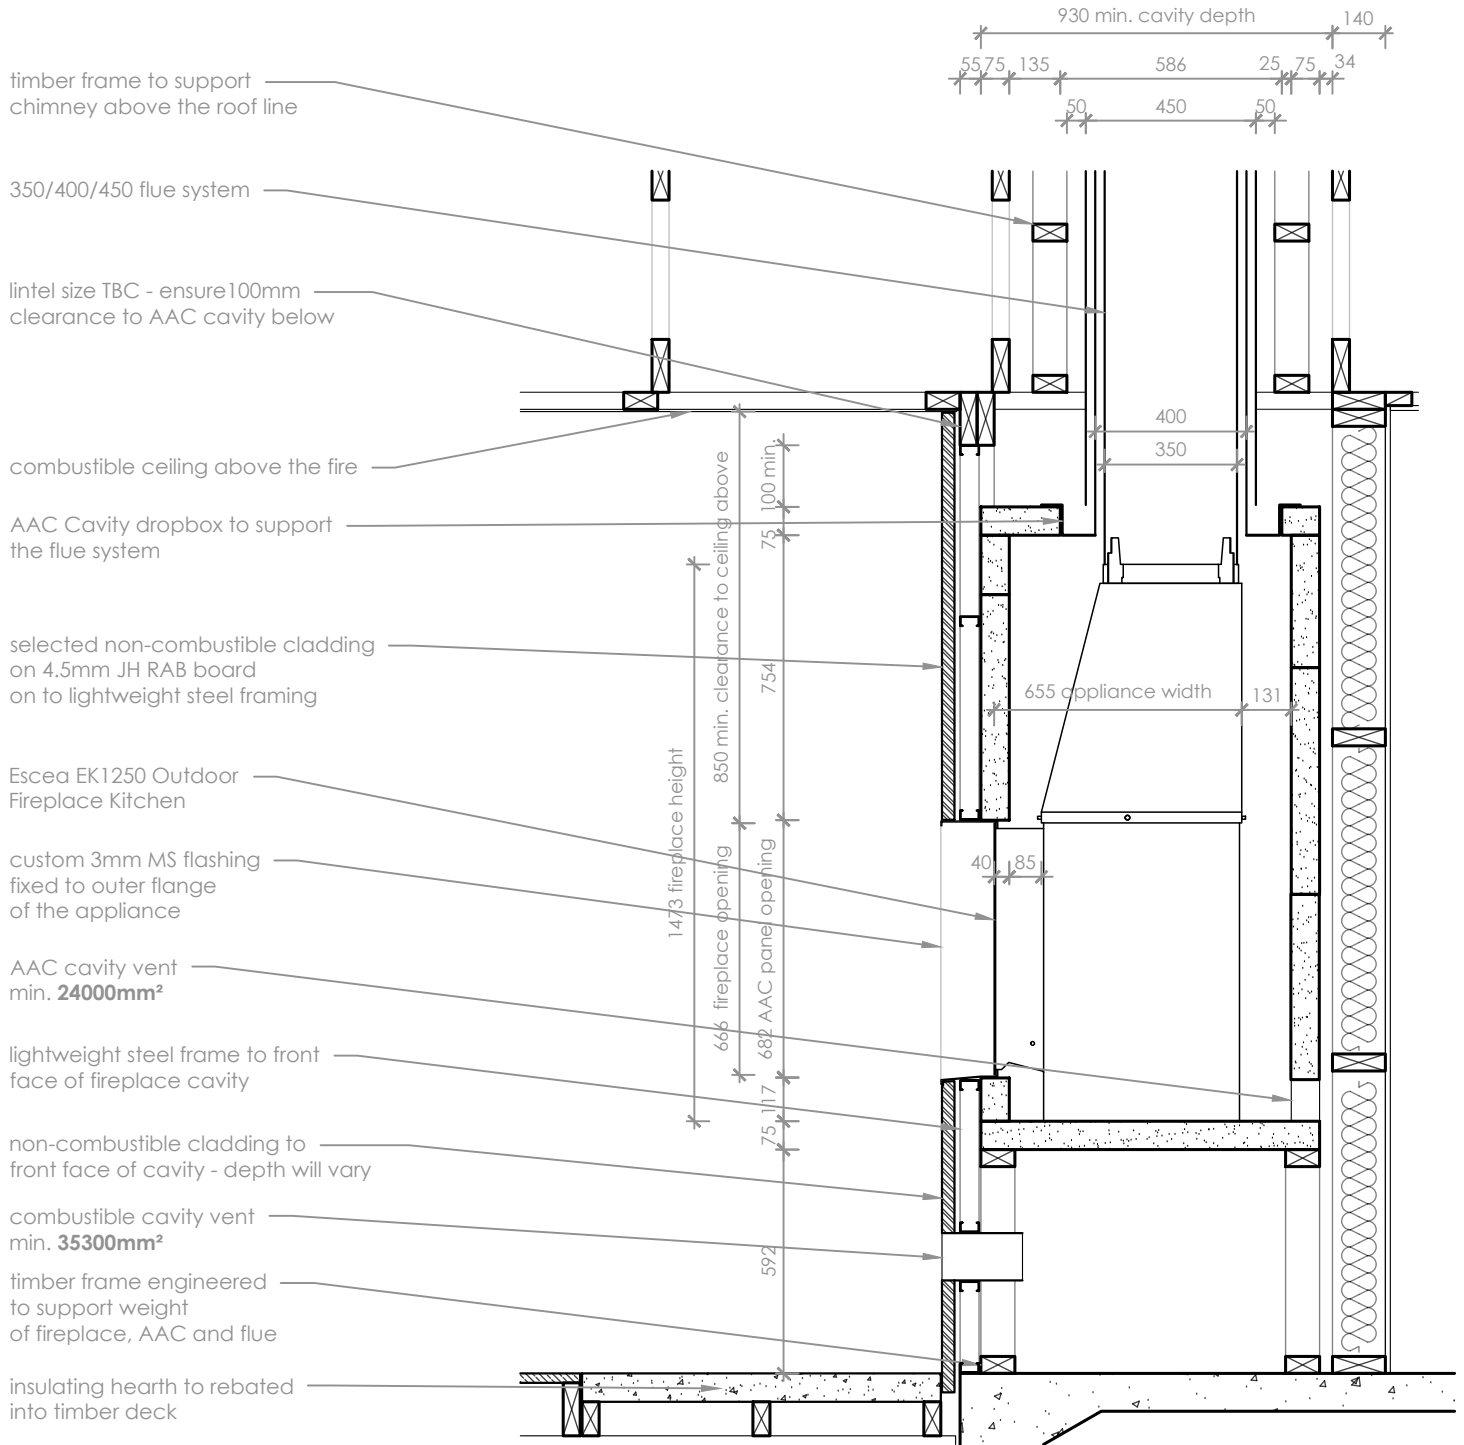 930 min. cavity depth
140
55
75
135
586
25
75
34
50
450
50
timber frame to support
chimney above the roof line
350/400/450 flue system
lintel size TBC - ensure100mm
clearance to AAC cavity below
combustible ceiling above the fire
AAC Cavity dropbox to support
the flue system
selected non-combustible cladding
on 4.5mm JH RAB board
on to lightweight steel framing
Escea EK1250 Outdoor
Fireplace Kitchen
custom 3mm MS flashing
fixed to outer flange
of the appliance
AAC cavity vent
min. 24000mm²
lightweight steel frame to front
face of fireplace cavity
non-combustible cladding to
front face of cavity - depth will vary
combustible cavity vent
min. 35300mm²
timber frame engineered
to support weight
of fireplace, AAC and flue
insulating hearth to rebated
into timber deck
1473 fireplace height
850 min. clearance to ceiling above
666 fireplace opening
100 min.
75
754
682 AAC panel opening
117
75
592
400
350
655 appliance width
131
40
85